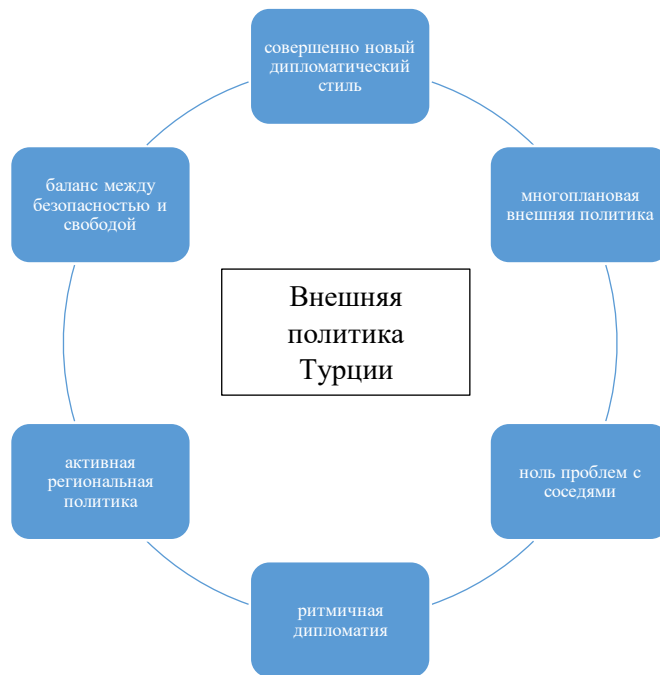 совершенно новый
дипломатический
стиль
многоплановая
внешняя политика
ноль проблем с
соседями
ритмичная
дипломатия
активная
региональная
политика
баланс между
безопасностью и
свободой
Внешняя
политика
Турции